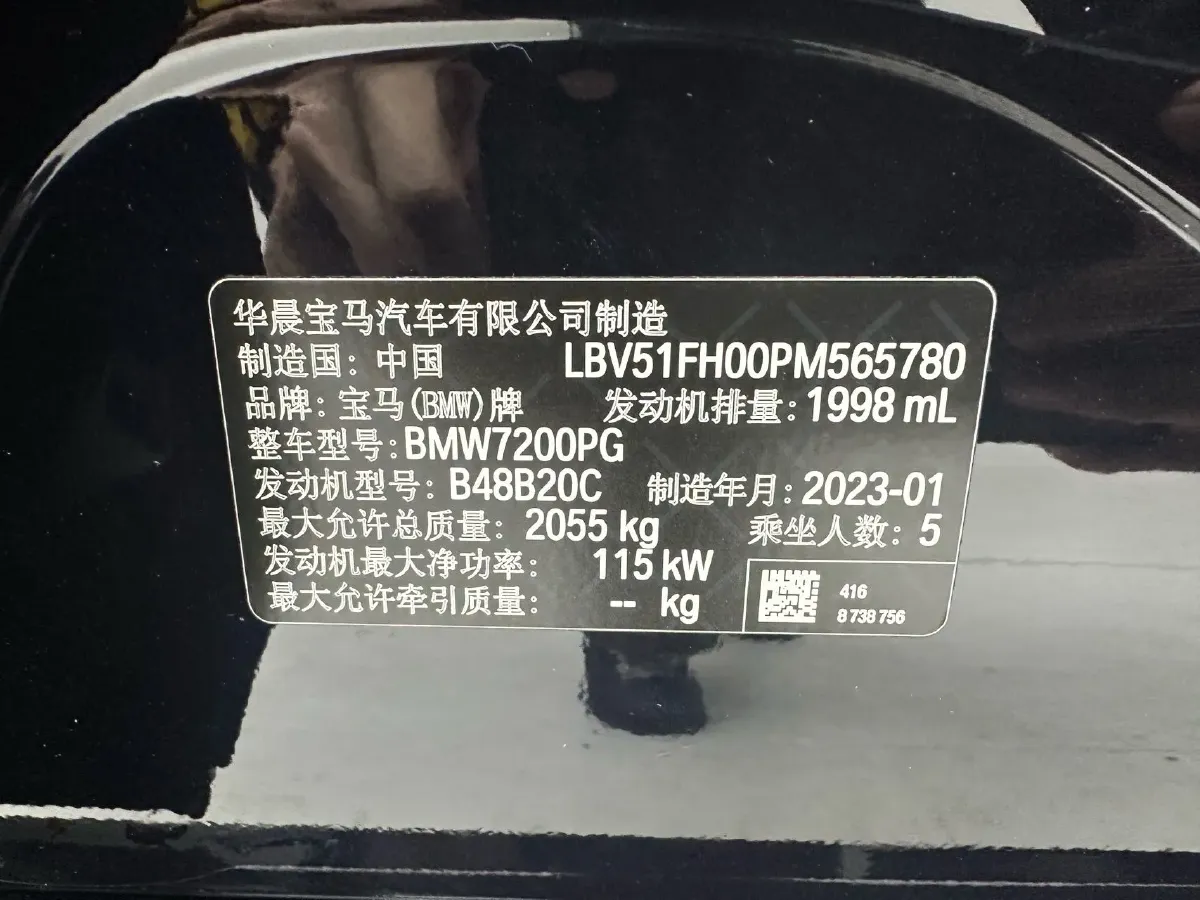 华晨宝马汽车有限公司制造
制造国：中国 LBV51FH00PM565780
品牌：宝马(BMW)牌 发动机排量：1998 mL
整车型号：BMW7200PG
发动机型号：B48B20C 制造年月：2023-01
最大允许总质量：2055 kg 乘坐人数：5
发动机最大净功率：115 kW
最大允许牵引质量：-- kg
416
8 738 756